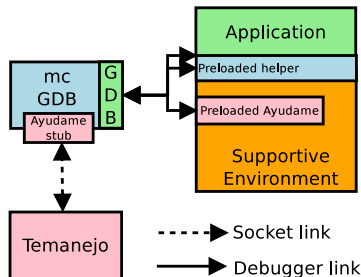 Application
Preloaded helper
mc
GDB
G
D
B
Preloaded Ayudame
Ayudame
stub
Supportive
Environment
Temanejo
Socket link
Debugger link